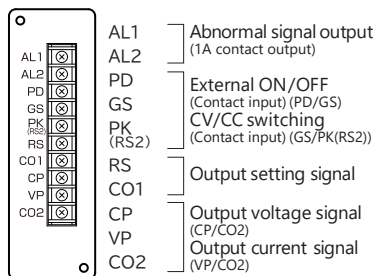 AL1
AL2
PD
GS
PK
(RS2)
RS
CO1
CP
VP
CO2
AL1
AL2
PD
GS
PK
(RS2)
RS
CO1
CP
VP
CO2
Abnormal signal output
(1A contact output)
External ON/OFF
(Contact input) (PD/GS)
CV/CC switching
(Contact input) (GS/PK(RS2))
Output setting signal
Output voltage signal
(CP/CO2)
Output current signal
(VP/CO2)